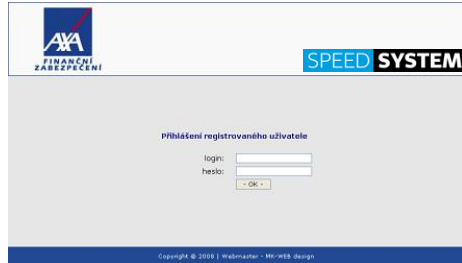 AXA
FINANČNÍ
ZABEZPEČENÍ
SPEED SYSTEM
Přihlášení registrovaného uživatele
login:
heslo:
- OK -
Copyright © 2008 | Webmaster - MK-WEB design